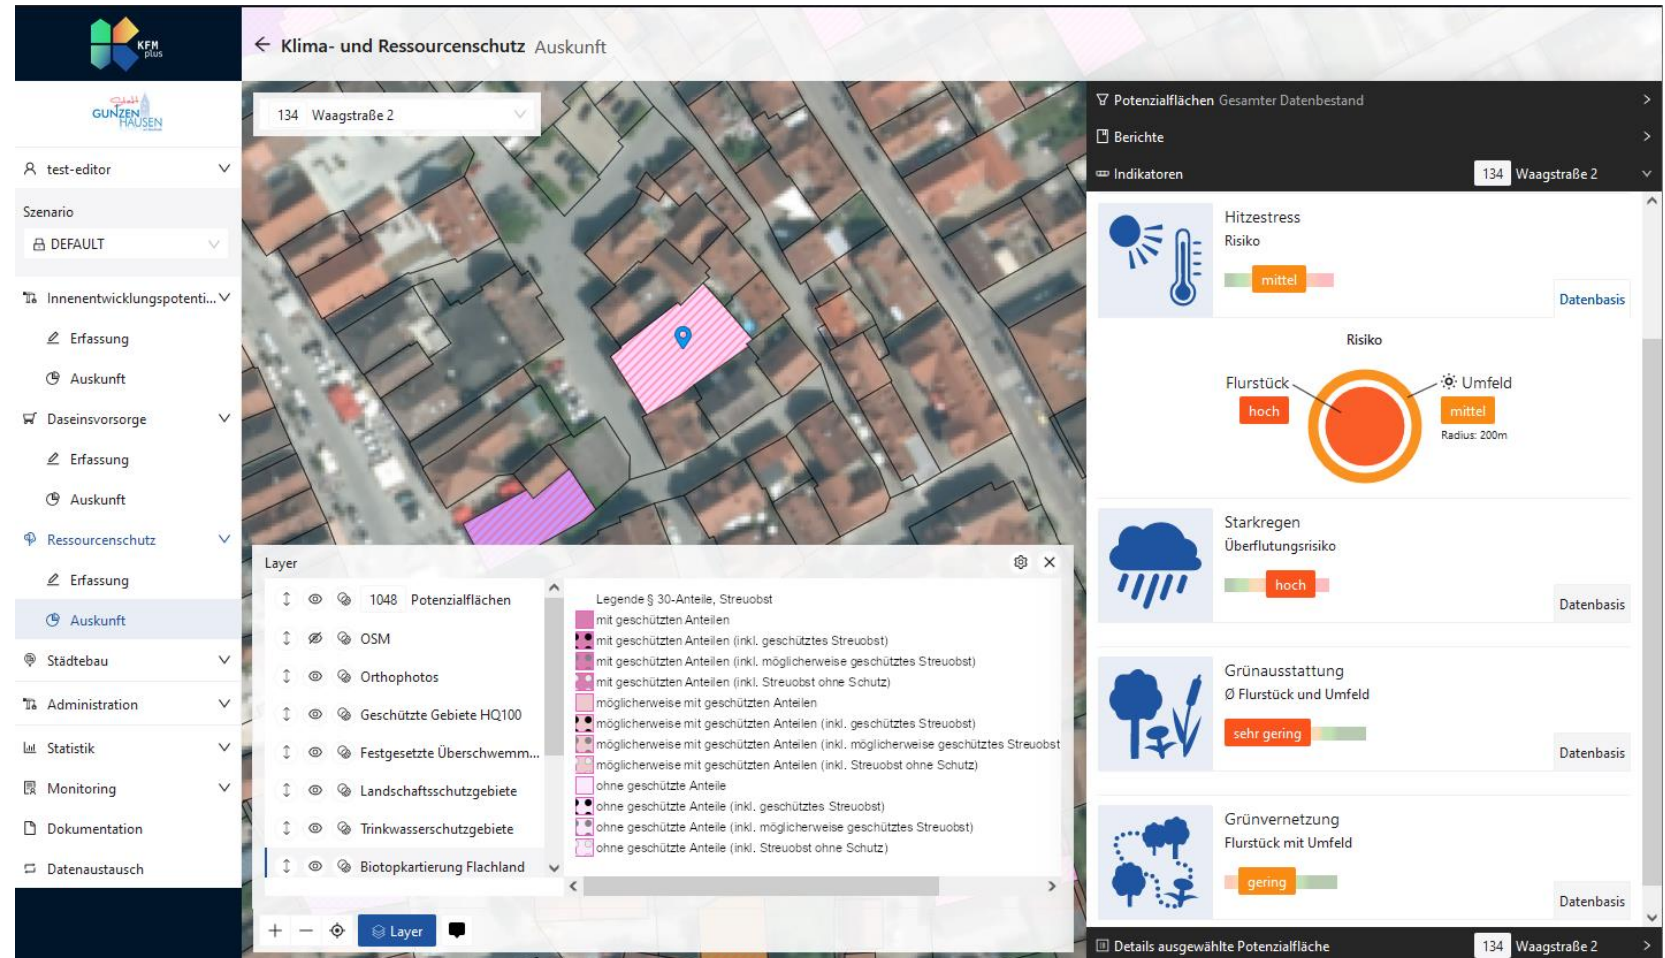 KFM
plus
Klima- und Ressourcenschutz Auskunft
Stadt
GUNZEN
HAUSEN
test-editor
Szenario
DEFAULT
Innenentwicklungspotenti...
Erfassung
Auskunft
Daseinsvorsorge
Erfassung
Auskunft
Ressourcenschutz
Erfassung
Auskunft
Städtebau
Administration
Statistik
Monitoring
Dokumentation
Datenaustausch
134 Waagstraße 2
Layer
1048 Potenzialflächen
OSM
Orthophotos
Geschützte Gebiete HQ100
Festgesetzte Überschwemm...
Landschaftsschutzgebiete
Trinkwasserschutzgebiete
Biotopkartierung Flachland
Legende § 30-Anteile, Streuobst
mit geschützten Anteilen
mit geschützten Anteilen (inkl. geschütztes Streuobst)
mit geschützten Anteilen (inkl. möglicherweise geschütztes Streuobst)
mit geschützten Anteilen (inkl. Streuobst ohne Schutz)
möglicherweise mit geschützten Anteilen
möglicherweise mit geschützten Anteilen (inkl. geschütztes Streuobst)
möglicherweise mit geschützten Anteilen (inkl. möglicherweise geschütztes Streuobst
möglicherweise mit geschützten Anteilen (inkl. Streuobst ohne Schutz)
ohne geschützte Anteile
ohne geschützte Anteile (inkl. geschütztes Streuobst)
ohne geschützte Anteile (inkl. möglicherweise geschütztes Streuobst)
ohne geschützte Anteile (inkl. Streuobst ohne Schutz)
Layer
Potenzialflächen Gesamter Datenbestand
Berichte
Indikatoren 134 Waagstraße 2
Hitzestress
Risiko
mittel
Datenbasis
Risiko
Flurstück
hoch
Umfeld
mittel
Radius: 200m
Starkregen
Überflutungsrisiko
hoch
Datenbasis
Grünausstattung
Ø Flurstück und Umfeld
sehr gering
Datenbasis
Grünvernetzung
Flurstück mit Umfeld
gering
Datenbasis
Details ausgewählte Potenzialfläche 134 Waagstraße 2